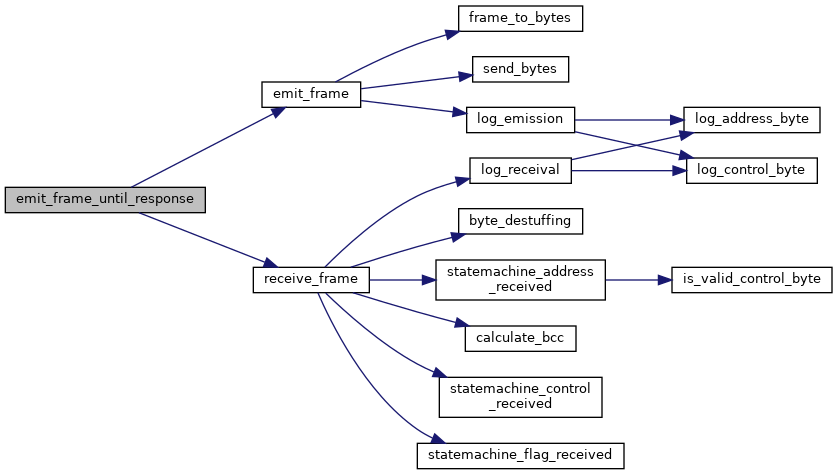 frame_to_bytes
send_bytes
emit_frame
log_emission
log_address_byte
log_receival
log_control_byte
emit_frame_until_response
byte_destuffing
receive_frame
statemachine_address
_received
is_valid_control_byte
calculate_bcc
statemachine_control
_received
statemachine_flag_received